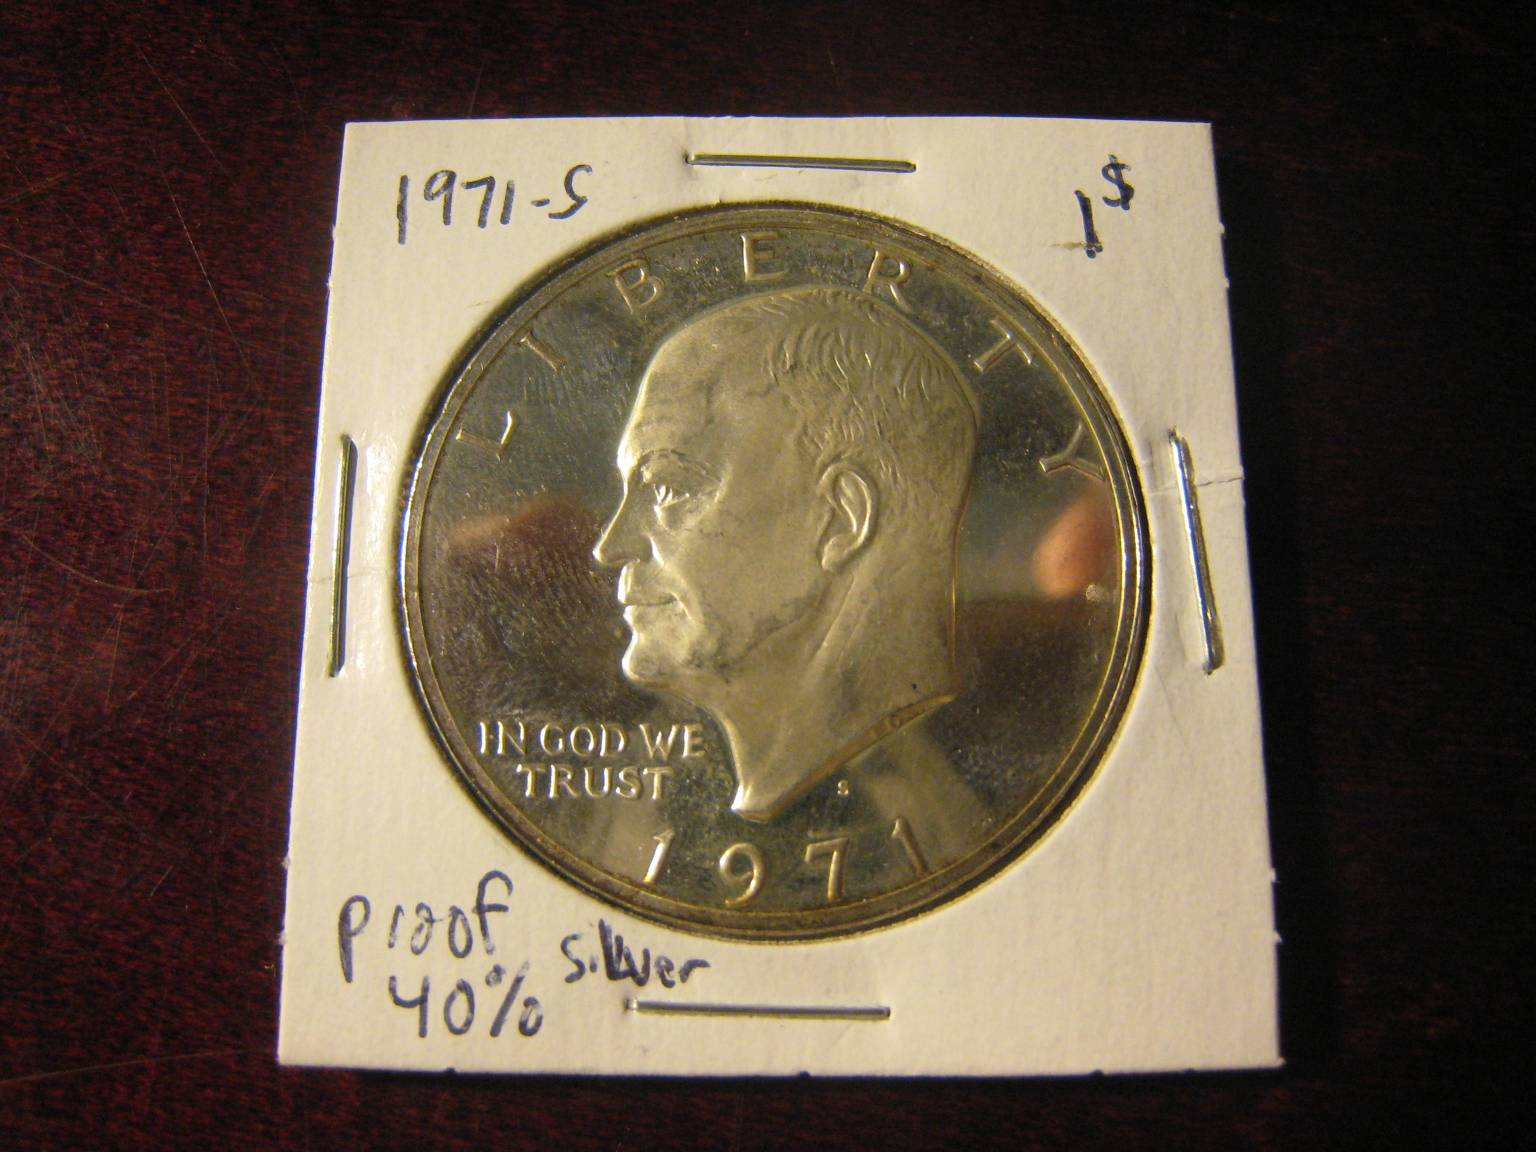 1971-S
1$
LIBERTY
IN GOD WE
TRUST
S
1971
Proof
40% silver